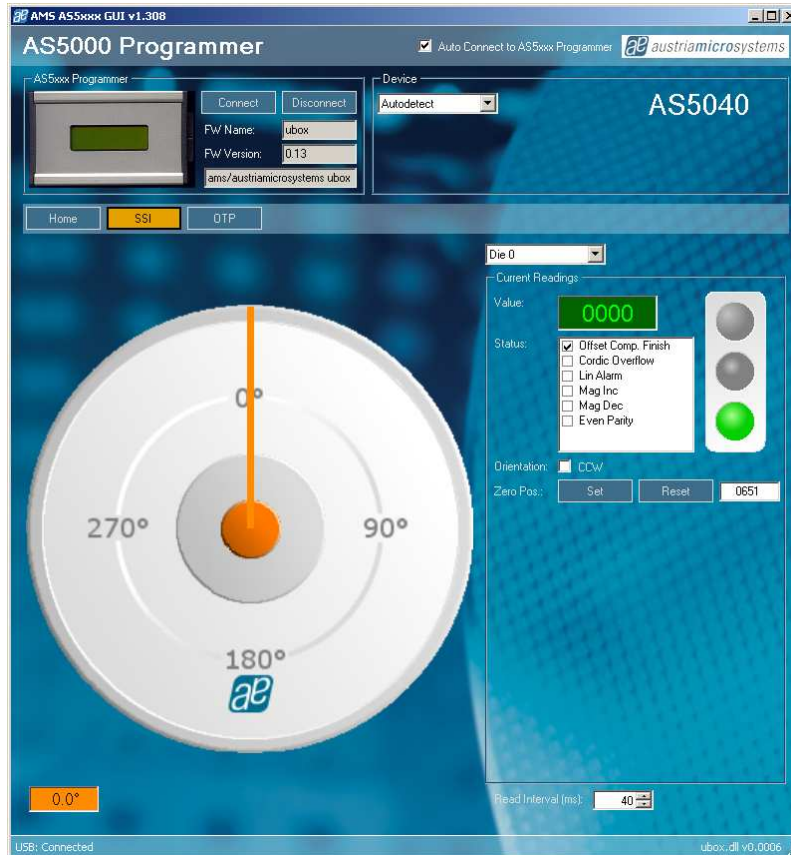 AMS AS5xxx GUI v1.308
AS5000 Programmer
Auto Connect to AS5xxx Programmer
austriamicrosystems
AS5xxx Programmer
Connect
Disconnect
FW Name:
ubox
FW Version:
0.13
ams/austriamicrosystems ubox
Device
Autodetect
AS5040
Home
SSI
OTP
Die 0
Current Readings
Value:
0000
Status:
Offset Comp. Finish
Cordic Overflow
Lin Alarm
Mag Inc
Mag Dec
Even Parity
Orientation:
CCW
Zero Pos.:
Set
Reset
0651
0°
270°
90°
180°
0.0°
Read Interval (ms):
40
USB: Connected
ubox.dll v0.0006